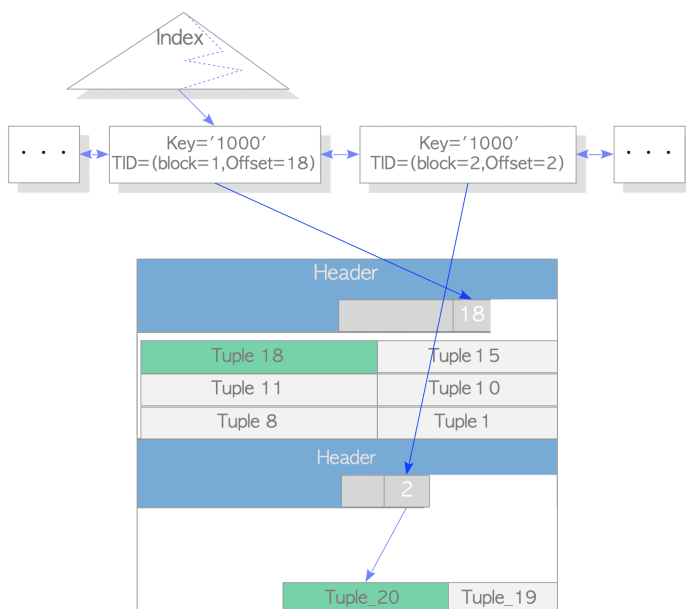 Index
. . .
Key='1000'
TID=(block=1,Offset=18)
Key='1000'
TID=(block=2,Offset=2)
. . .
Header
18
Tuple 18
Tuple 15
Tuple 11
Tuple 10
Tuple 8
Tuple 1
Header
2
Tuple_20
Tuple_19